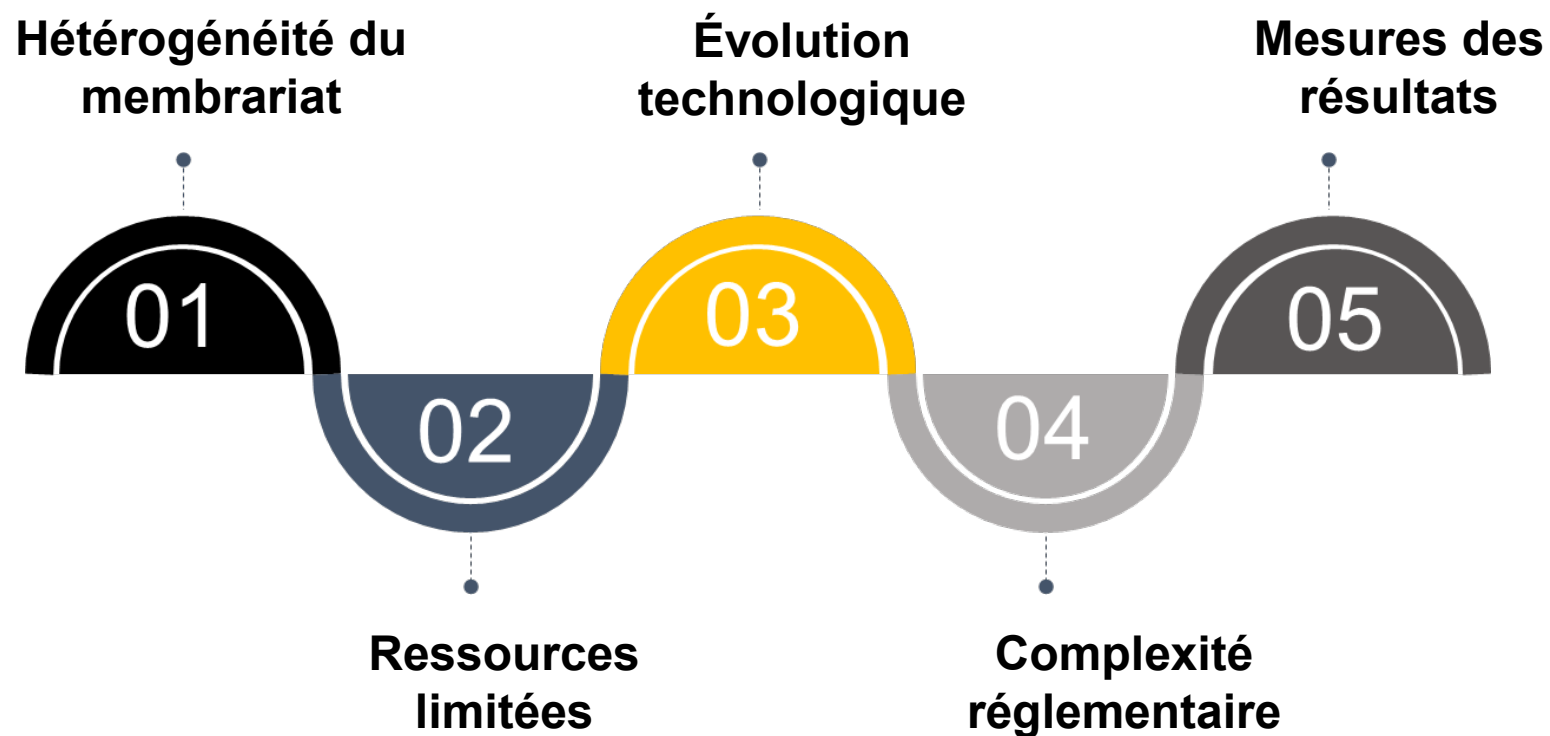 Hétérogénéité du
membrariat
Évolution
technologique
Mesures des
résultats
01
02
03
04
05
Ressources
limitées
Complexité
réglementaire